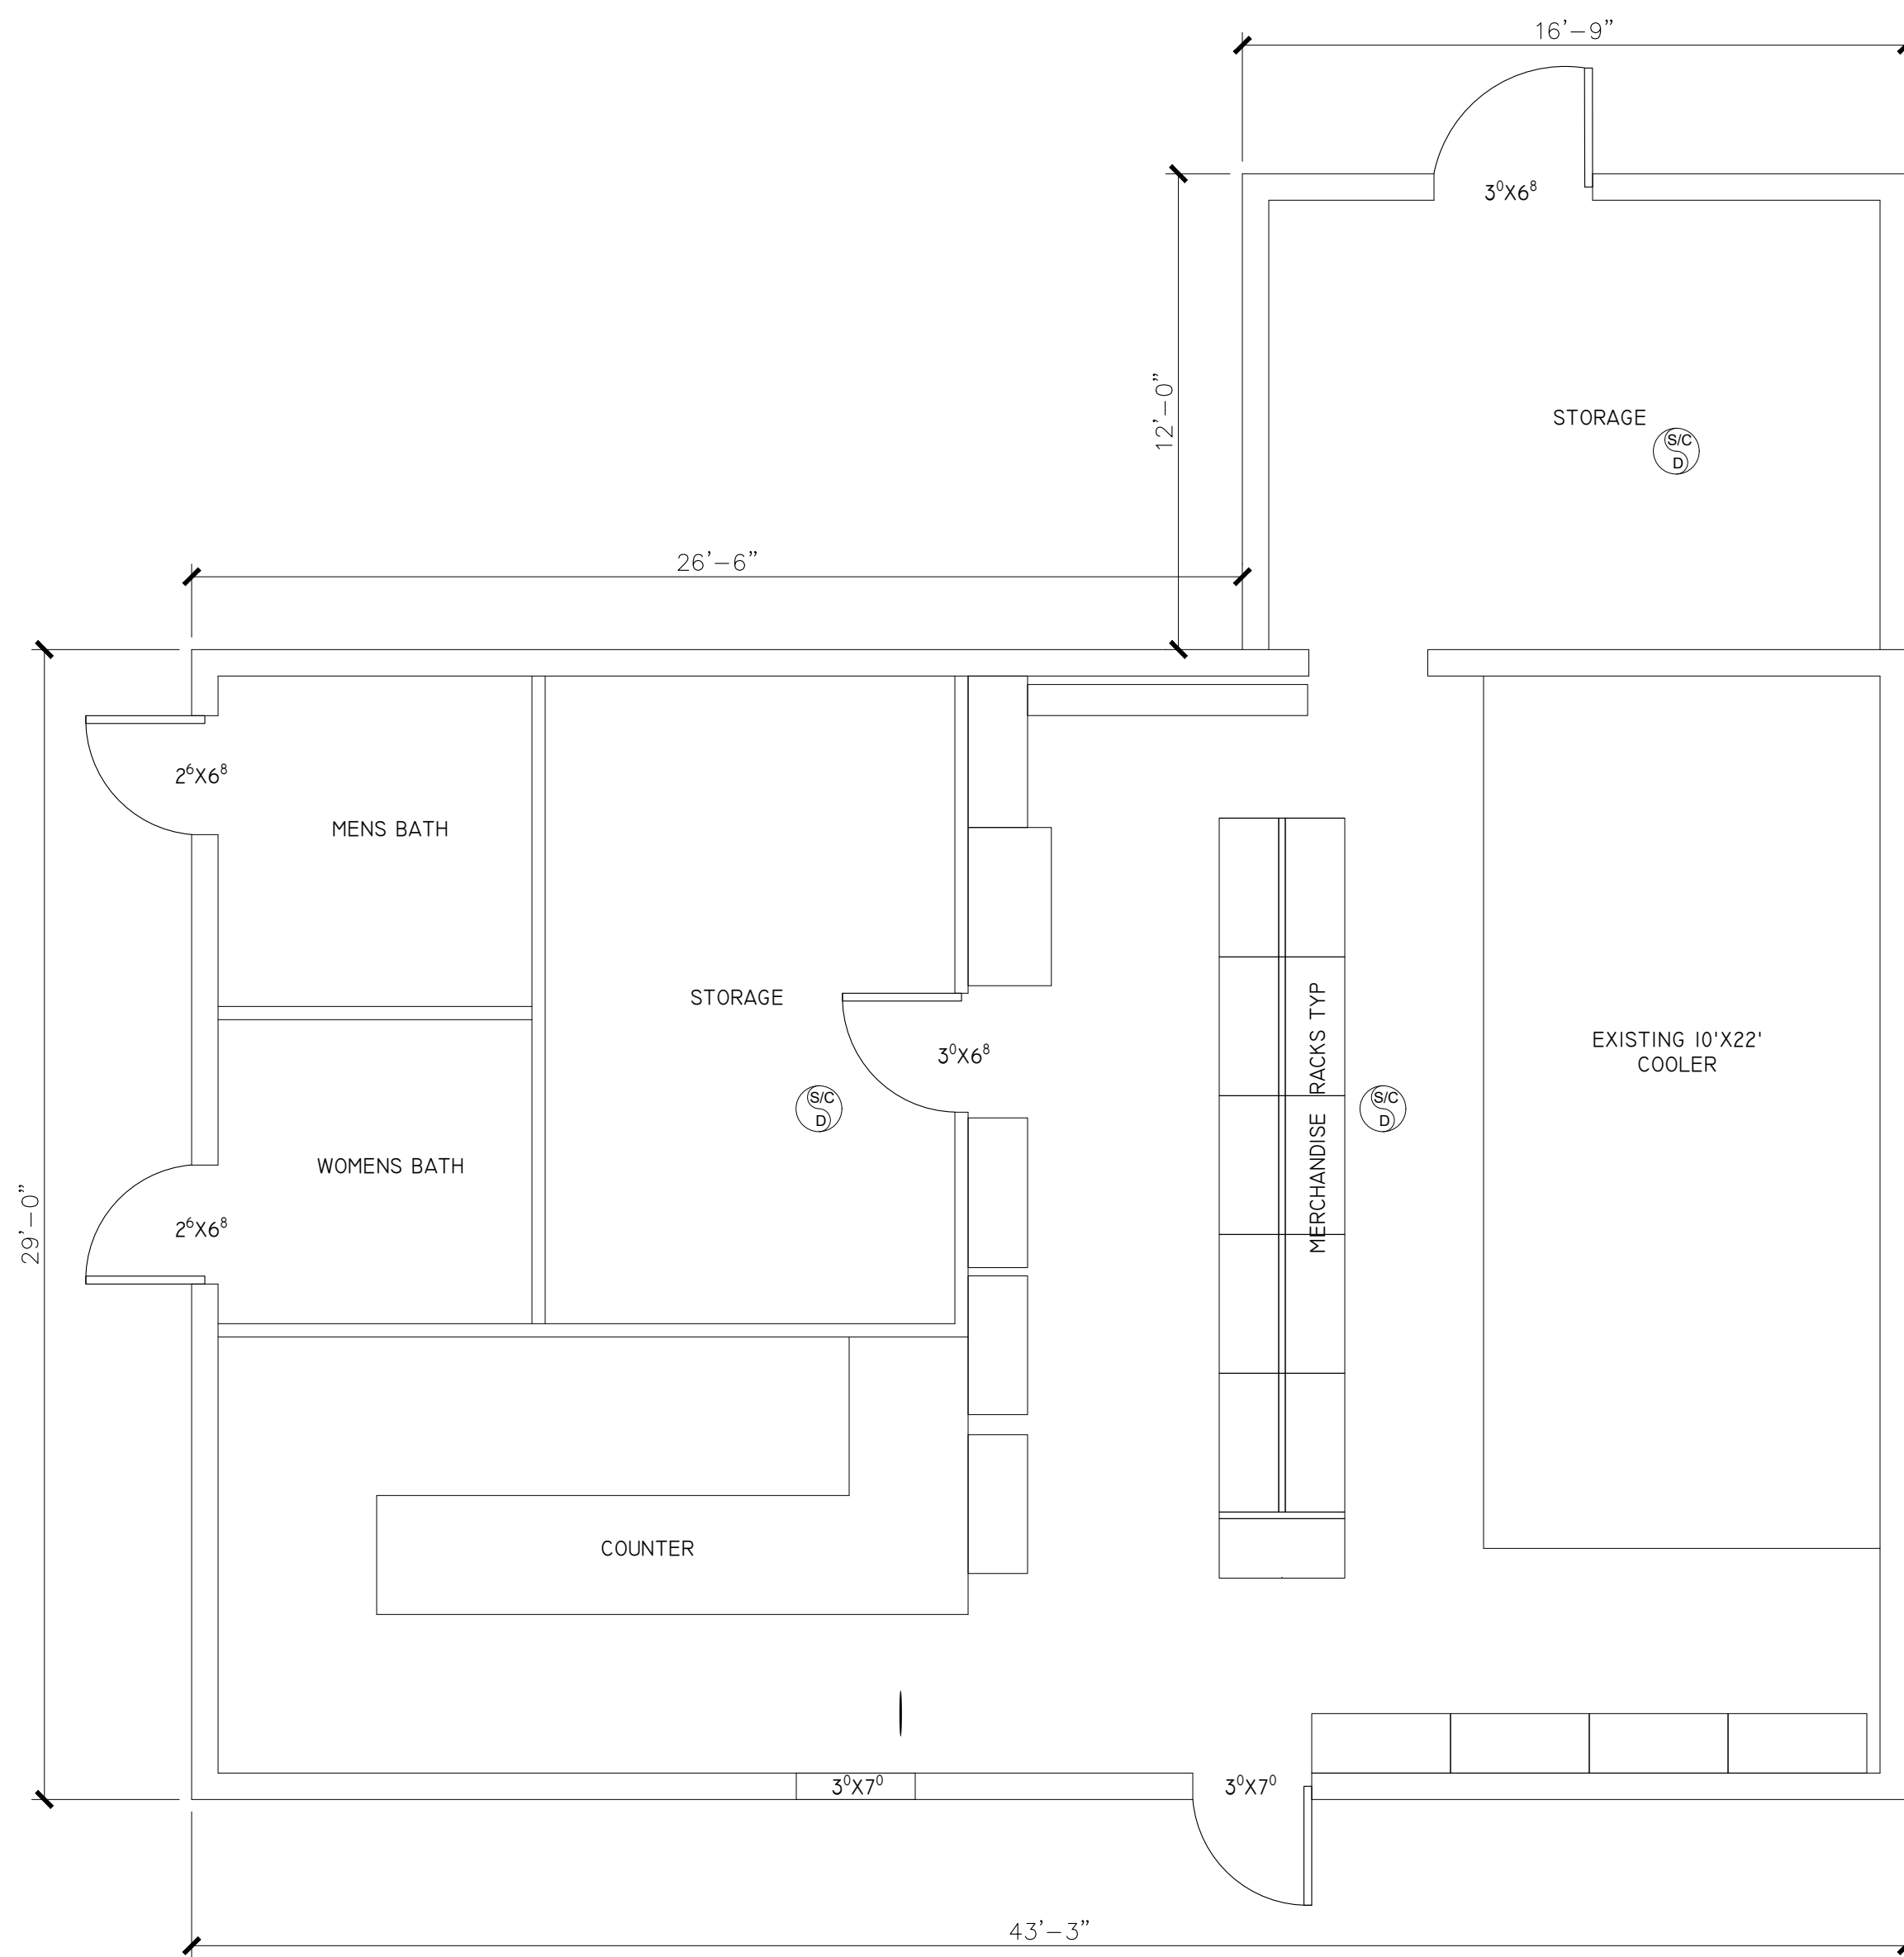 16'-9"
3⁰X6⁸
12'-0"
STORAGE
S/C
D
26'-6"
2⁶X6⁸
MENS BATH
STORAGE
3⁰X6⁸
S/C
D
MERCHANDISE RACKS TYP
S/C
D
EXISTING 10'X22'
COOLER
WOMENS BATH
2⁶X6⁸
29'-0"
COUNTER
3⁰X7⁰
3⁰X7⁰
43'-3"